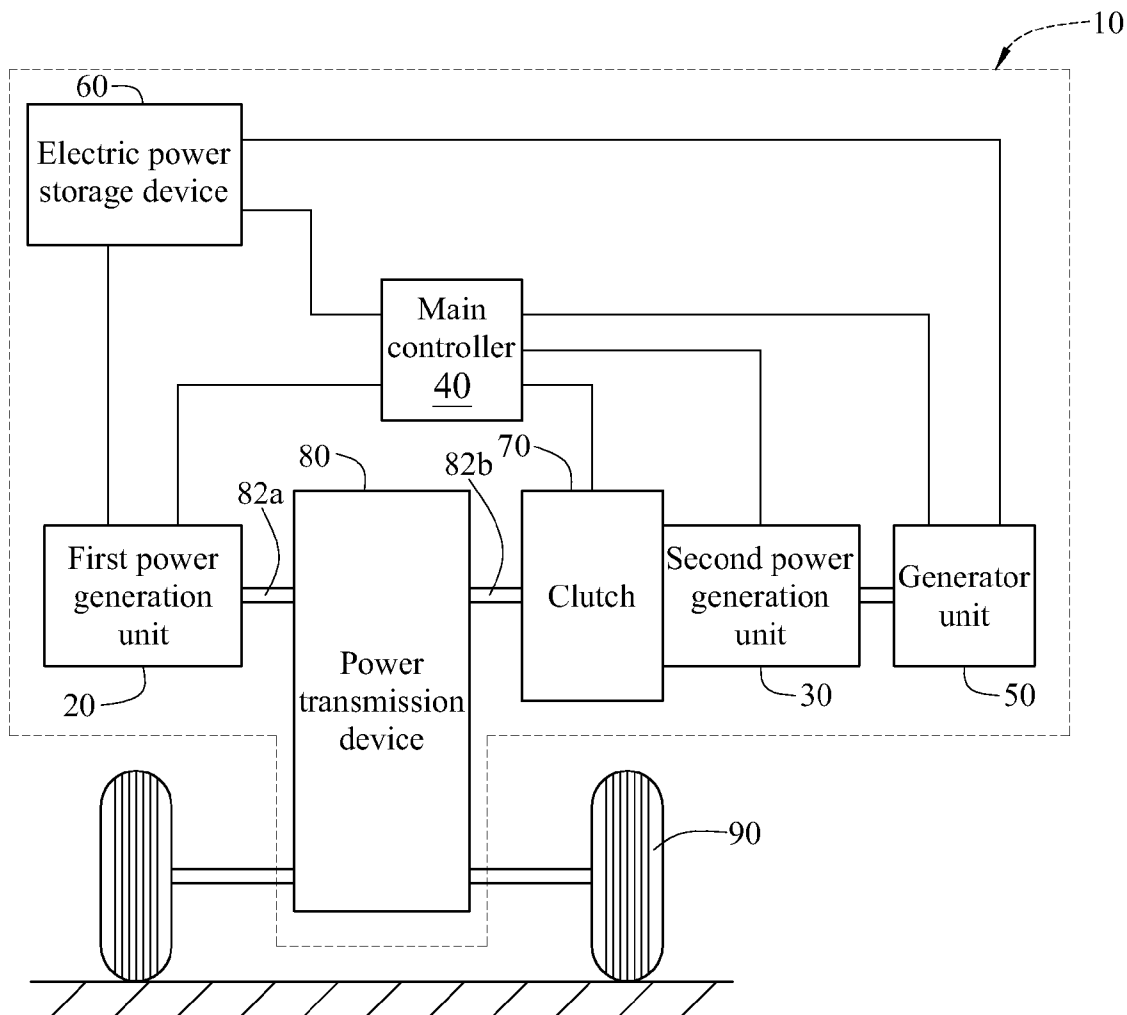 10
60
Electric power
storage device
Main
controller
40
70
80
82b
82a
First power
generation
unit
Clutch
Second power
generation
unit
Generator
unit
Power
transmission
device
20
30
50
90